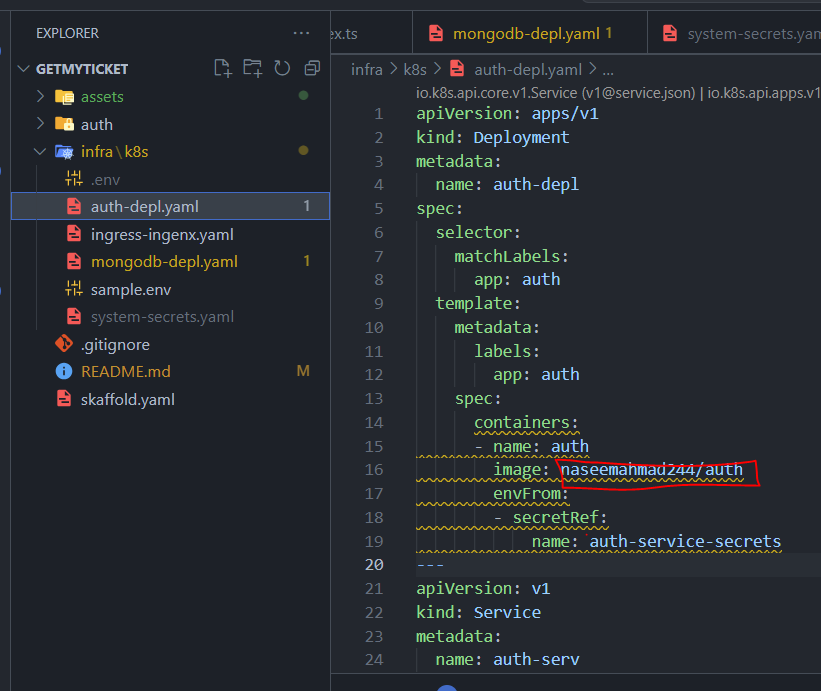 EXPLORER
...
GETMYTICKET
assets
auth
infra\k8s
.env
auth-depl.yaml 1
ingress-ingenx.yaml
mongodb-depl.yaml 1
sample.env
system-secrets.yaml
.gitignore
README.md M
skaffold.yaml
ex.ts
mongodb-depl.yaml 1
system-secrets.yam
infra > k8s > auth-depl.yaml > ...
io.k8s.api.core.v1.Service (v1@service.json) | io.k8s.api.apps.v1
1 apiVersion: apps/v1
2 kind: Deployment
3 metadata:
4 name: auth-depl
5 spec:
6 selector:
7 matchLabels:
8 app: auth
9 template:
10 metadata:
11 labels:
12 app: auth
13 spec:
14 containers:
15 - name: auth
16 image: naseemahmad244/auth
17 envFrom:
18 - secretRef:
19 name: auth-service-secrets
20 ---
21 apiVersion: v1
22 kind: Service
23 metadata:
24 name: auth-serv